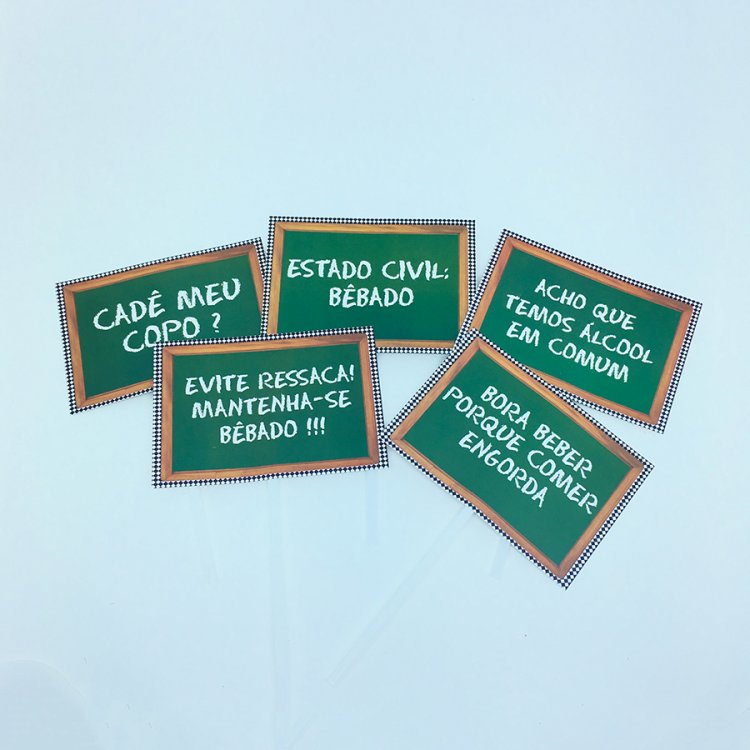 CADÊ MEU
COPO ?
ESTADO CIVIL:
BÊBADO
ACHO QUE
TEMOS ÁLCOOL
EM COMUM
EVITE RESSACA!
MANTENHA-SE
BÊBADO !!!
BORA BEBER
PORQUE COMER
ENGORDA